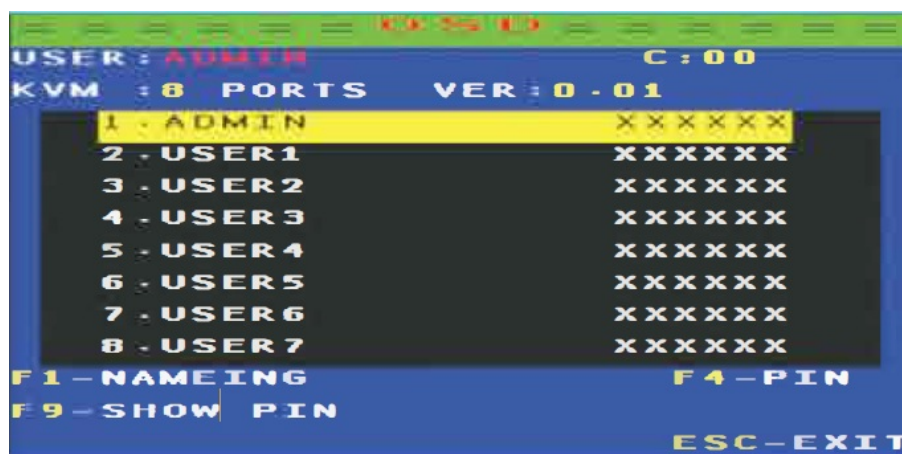 = = = = = = O S D = = = = = =
USER:ADMIN C:00
KVM :8 PORTS VER:0.01
1.ADMIN XXXXXX
2.USER1 XXXXXX
3.USER2 XXXXXX
4.USER3 XXXXXX
5.USER4 XXXXXX
6.USER5 XXXXXX
7.USER6 XXXXXX
8.USER7 XXXXXX
F1-NAMEING F4-PIN
F9-SHOW PIN
ESC-EXIT